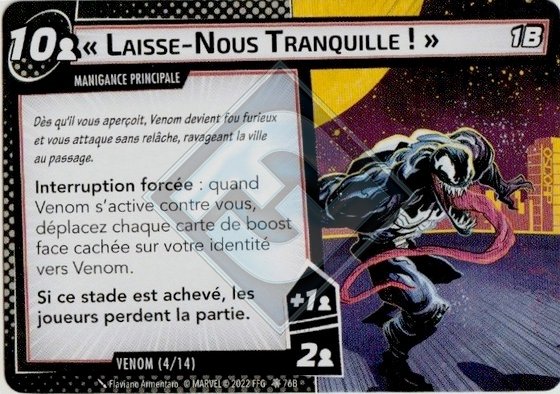 10 « LAISSE-NOUS TRANQUILLE ! » 1B
MANIGANCE PRINCIPALE
Dès qu'il vous aperçoit, Venom devient fou furieux
et vous attaque sans relâche, ravageant la ville
au passage.
Interruption forcée : quand
Venom s'active contre vous,
déplacez chaque carte de boost
face cachée sur votre identité
vers Venom.
Si ce stade est achevé, les
joueurs perdent la partie.
+1
2
VENOM (4/14)
Flaviano Armentaro © MARVEL © 2022 FFG 76B